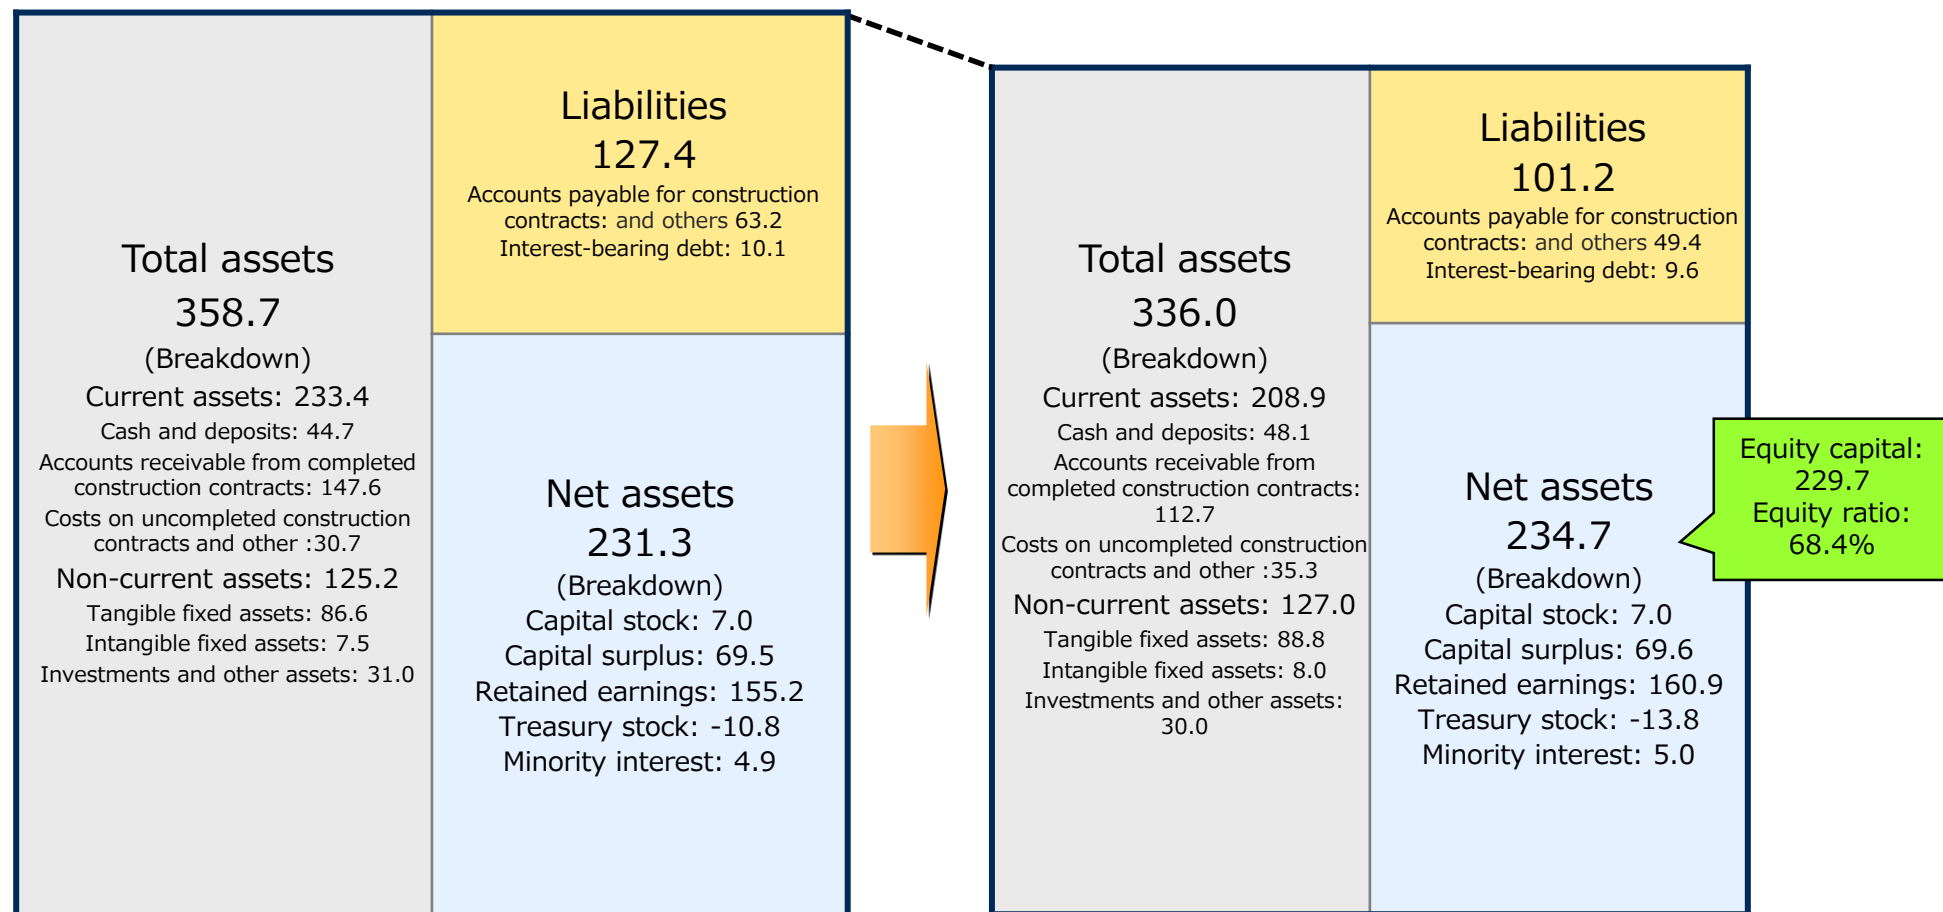 Total assets
358.7
(Breakdown)
Current assets: 233.4
Cash and deposits: 44.7
Accounts receivable from completed
construction contracts: 147.6
Costs on uncompleted construction
contracts and other :30.7
Non-current assets: 125.2
Tangible fixed assets: 86.6
Intangible fixed assets: 7.5
Investments and other assets: 31.0
Liabilities
127.4
Accounts payable for construction
contracts: and others 63.2
Interest-bearing debt: 10.1
Net assets
231.3
(Breakdown)
Capital stock: 7.0
Capital surplus: 69.5
Retained earnings: 155.2
Treasury stock: -10.8
Minority interest: 4.9
Total assets
336.0
(Breakdown)
Current assets: 208.9
Cash and deposits: 48.1
Accounts receivable from
completed construction contracts:
112.7
Costs on uncompleted construction
contracts and other :35.3
Non-current assets: 127.0
Tangible fixed assets: 88.8
Intangible fixed assets: 8.0
Investments and other assets:
30.0
Liabilities
101.2
Accounts payable for construction
contracts: and others 49.4
Interest-bearing debt: 9.6
Net assets
234.7
(Breakdown)
Capital stock: 7.0
Capital surplus: 69.6
Retained earnings: 160.9
Treasury stock: -13.8
Minority interest: 5.0
Equity capital:
229.7
Equity ratio:
68.4%